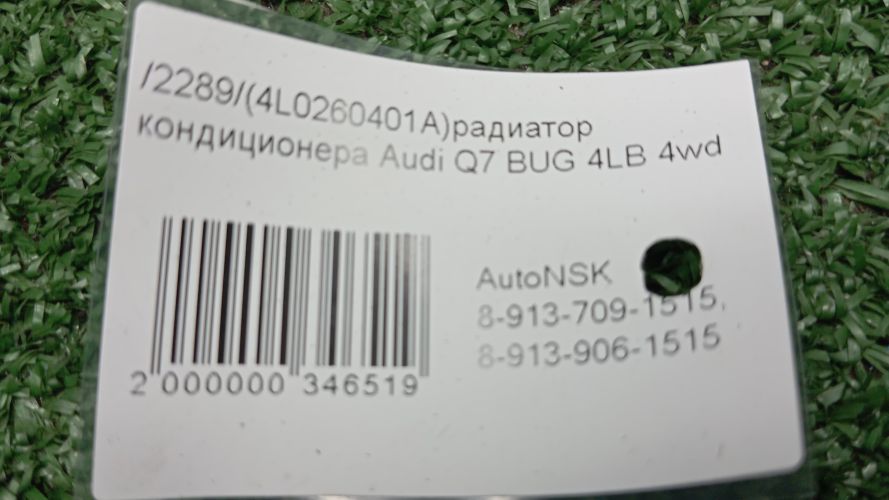 /2289/(4L0260401A)радиатор
кондиционера Audi Q7 BUG 4LB 4wd
AutoNSK
8-913-709-1515,
8-913-906-1515
2 000000 346519